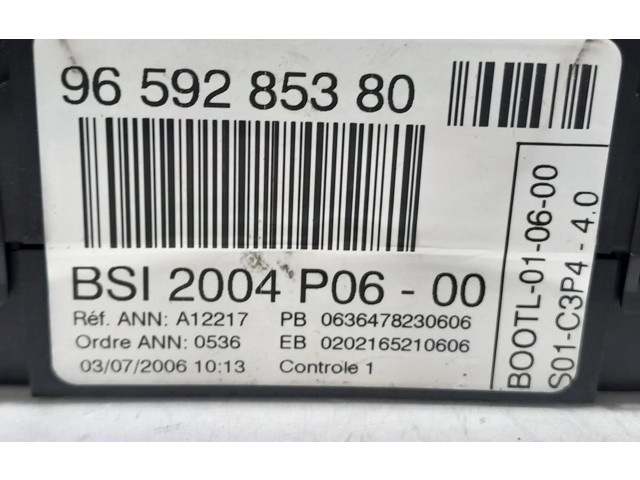 96 592 853 80
BSI 2004 P06 - 00
Réf. ANN: A12217 PB 0636478230606
Ordre ANN: 0536 EB 0202165210606
03/07/2006 10:13 Controle 1
BOOTL-01-06-00
S01-C3P4 - 4.0